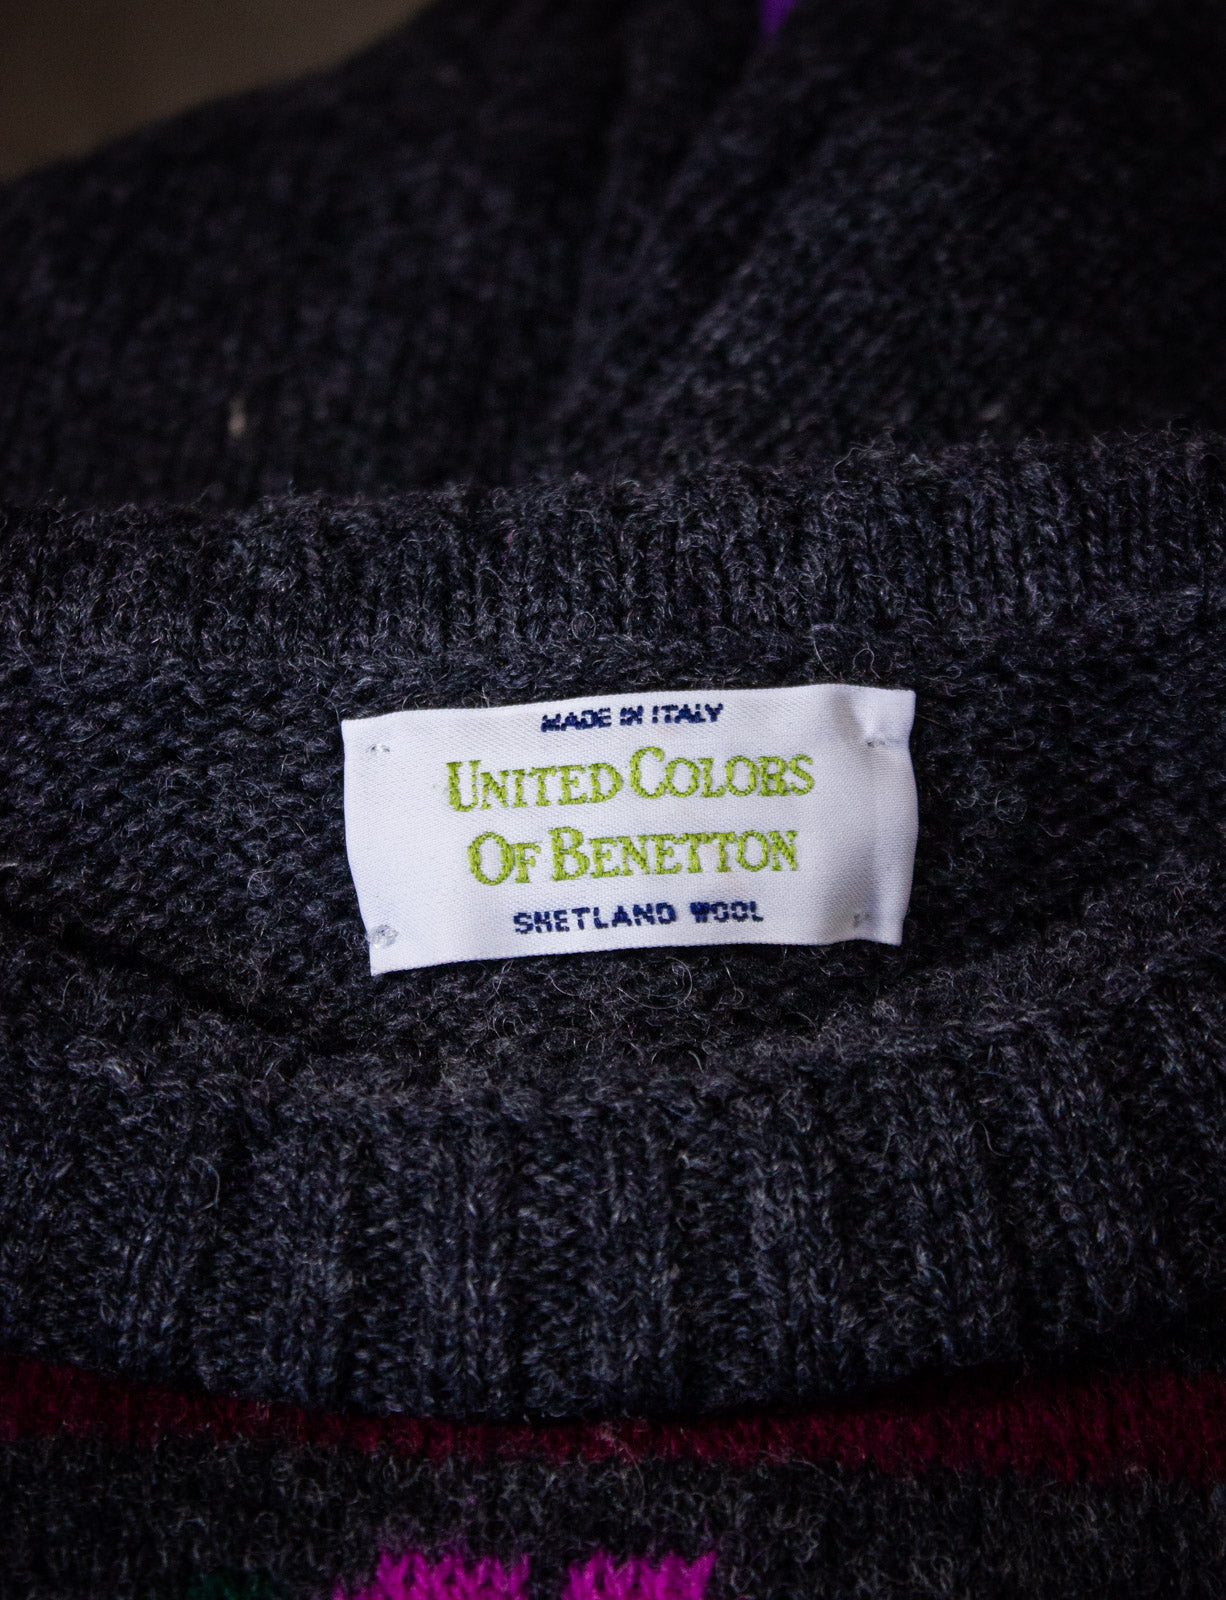 MADE IN ITALY
UNITED COLORS
OF BENETTON
SHETLAND WOOL